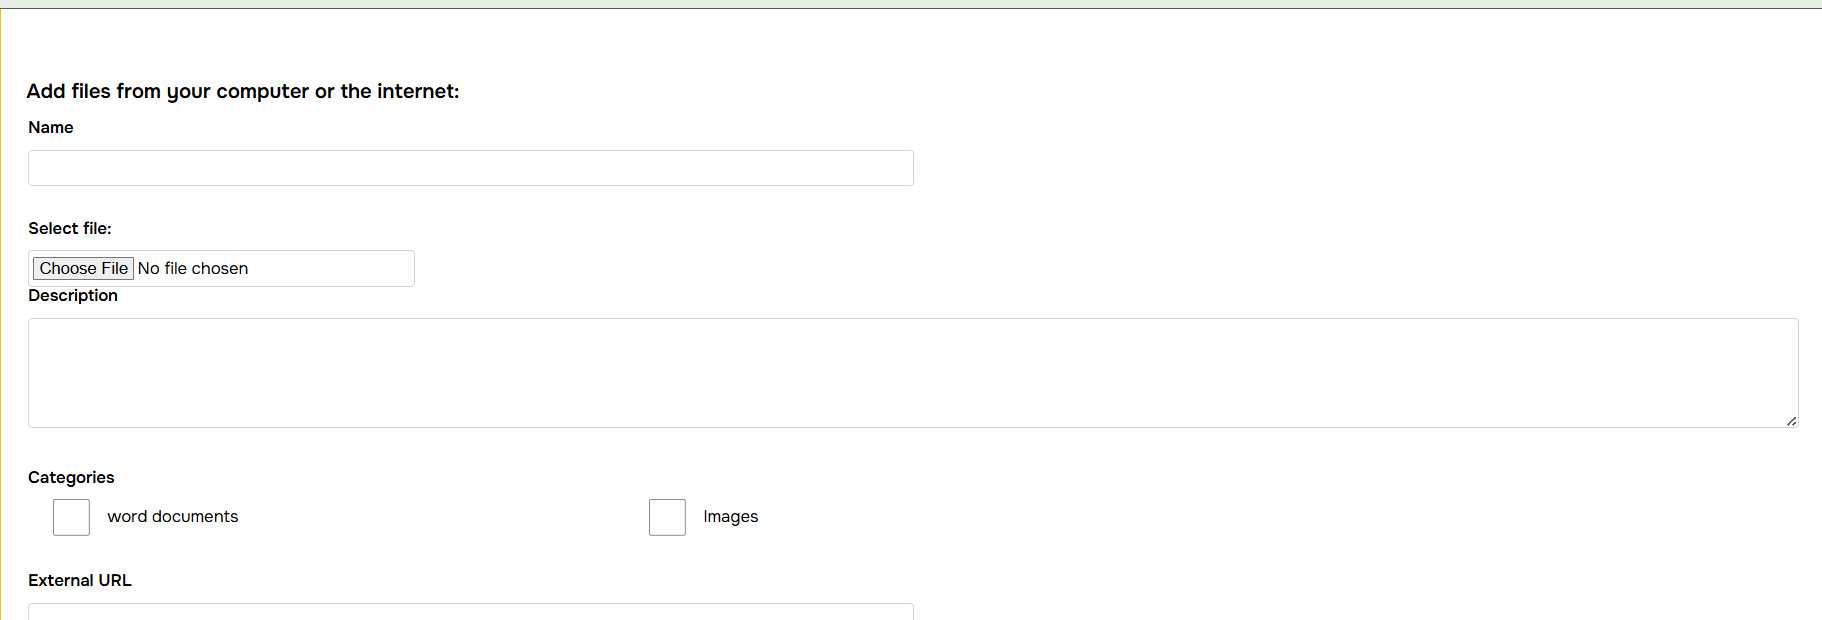 Add files from your computer or the internet:
Name
Select file:
Choose File No file chosen
Description
Categories
word documents Images
External URL